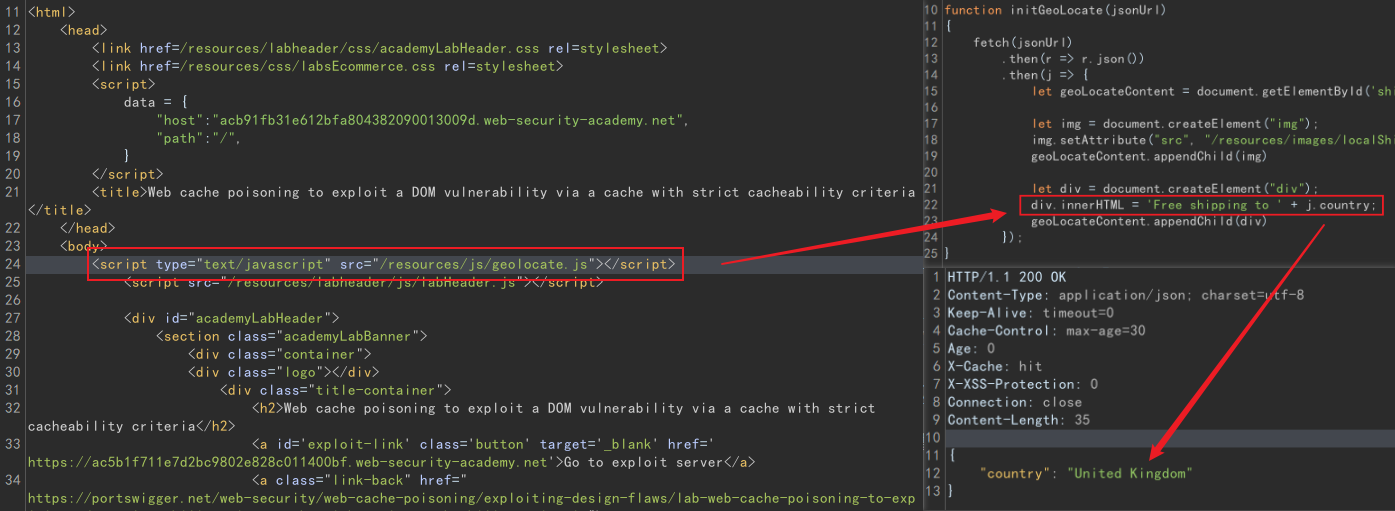 11 <html>
12 <head>
13 <link href=/resources/labheader/css/academyLabHeader.css rel=stylesheet>
14 <link href=/resources/css/labsEcommerce.css rel=stylesheet>
15 <script>
16 data = {
17 "host":"acb91fb31e612bfa804382090013009d.web-security-academy.net",
18 "path":"/",
19 }
20 </script>
21 <title>Web cache poisoning to exploit a DOM vulnerability via a cache with strict cacheability criteria
</title>
22 </head>
23 <body>
24 <script type="text/javascript" src="/resources/js/geolocate.js"></script>
25 <script src="/resources/labheader/js/labHeader.js"></script>
26
27 <div id="academyLabHeader">
28 <section class="academyLabBanner">
29 <div class="container">
30 <div class="logo"></div>
31 <div class="title-container">
32 <h2>Web cache poisoning to exploit a DOM vulnerability via a cache with strict
cacheability criteria</h2>
33 <a id='exploit-link' class='button' target='_blank' href='
https://ac5b1f711e7d2bc9802e828c011400bf.web-security-academy.net'>Go to exploit server</a>
34 <a class="link-back" href="
https://portswigger.net/web-security/web-cache-poisoning/exploiting-design-flaws/lab-web-cache-poisoning-to-exp
10 function initGeoLocate(jsonUrl)
11 {
12 fetch(jsonUrl)
13 .then(r => r.json())
14 .then(j => {
15 let geoLocateContent = document.getElementById('shi
16
17 let img = document.createElement("img");
18 img.setAttribute("src", "/resources/images/localShi
19 geoLocateContent.appendChild(img)
20
21 let div = document.createElement("div");
22 div.innerHTML = 'Free shipping to ' + j.country;
23 geoLocateContent.appendChild(div)
24 });
25 }
1 HTTP/1.1 200 OK
2 Content-Type: application/json; charset=utf-8
3 Keep-Alive: timeout=0
4 Cache-Control: max-age=30
5 Age: 0
6 X-Cache: hit
7 X-XSS-Protection: 0
8 Connection: close
9 Content-Length: 35
10
11 {
12 "country": "United Kingdom"
13 }